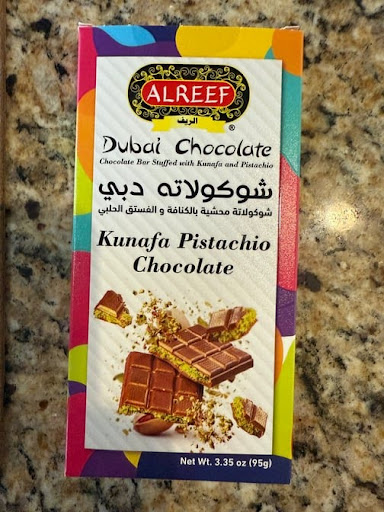 ALREEF
الريف
®
Dubai Chocolate
Chocolate Bar Stuffed with Kunafa and Pistachio
شوكولاته دبي
شوكولاتة محشية بالكنافة و الفستق الحلبي
Kunafa Pistachio
Chocolate
Net Wt. 3.35 oz (95g)